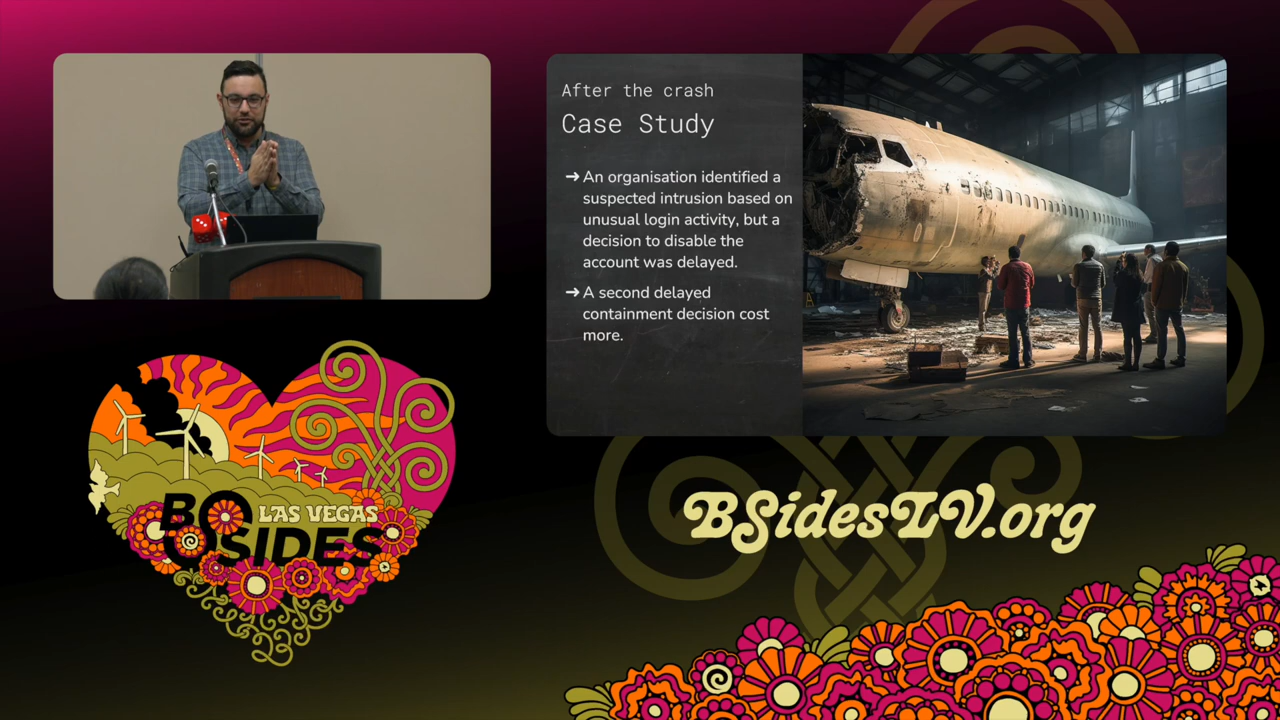 After the crash
Case Study
➔ An organisation identified a
suspected intrusion based on
unusual login activity, but a
decision to disable the
account was delayed.
➔ A second delayed
containment decision cost
more.
LAS VEGAS
BSIDES
BSidesLV.org